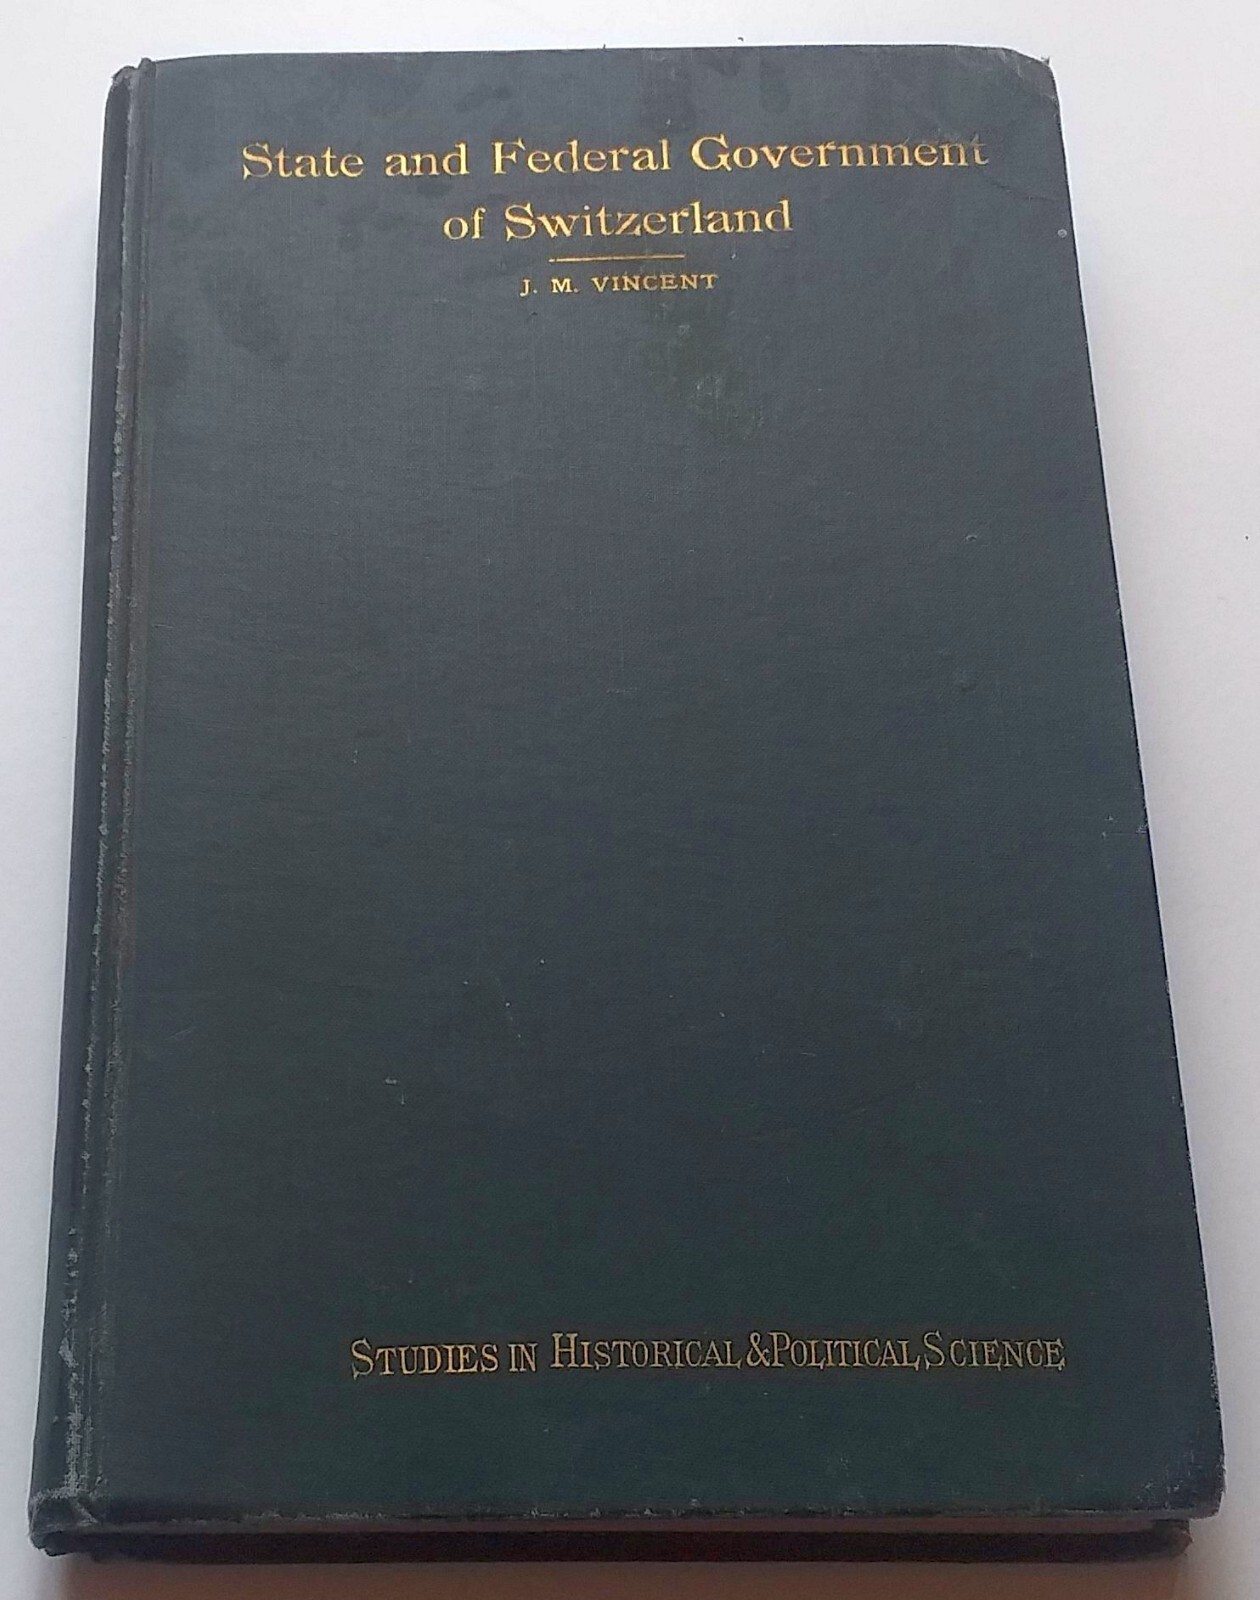 State and Federal Government
of Switzerland
J. M. VINCENT
STUDIES IN HISTORICAL & POLITICAL SCIENCE